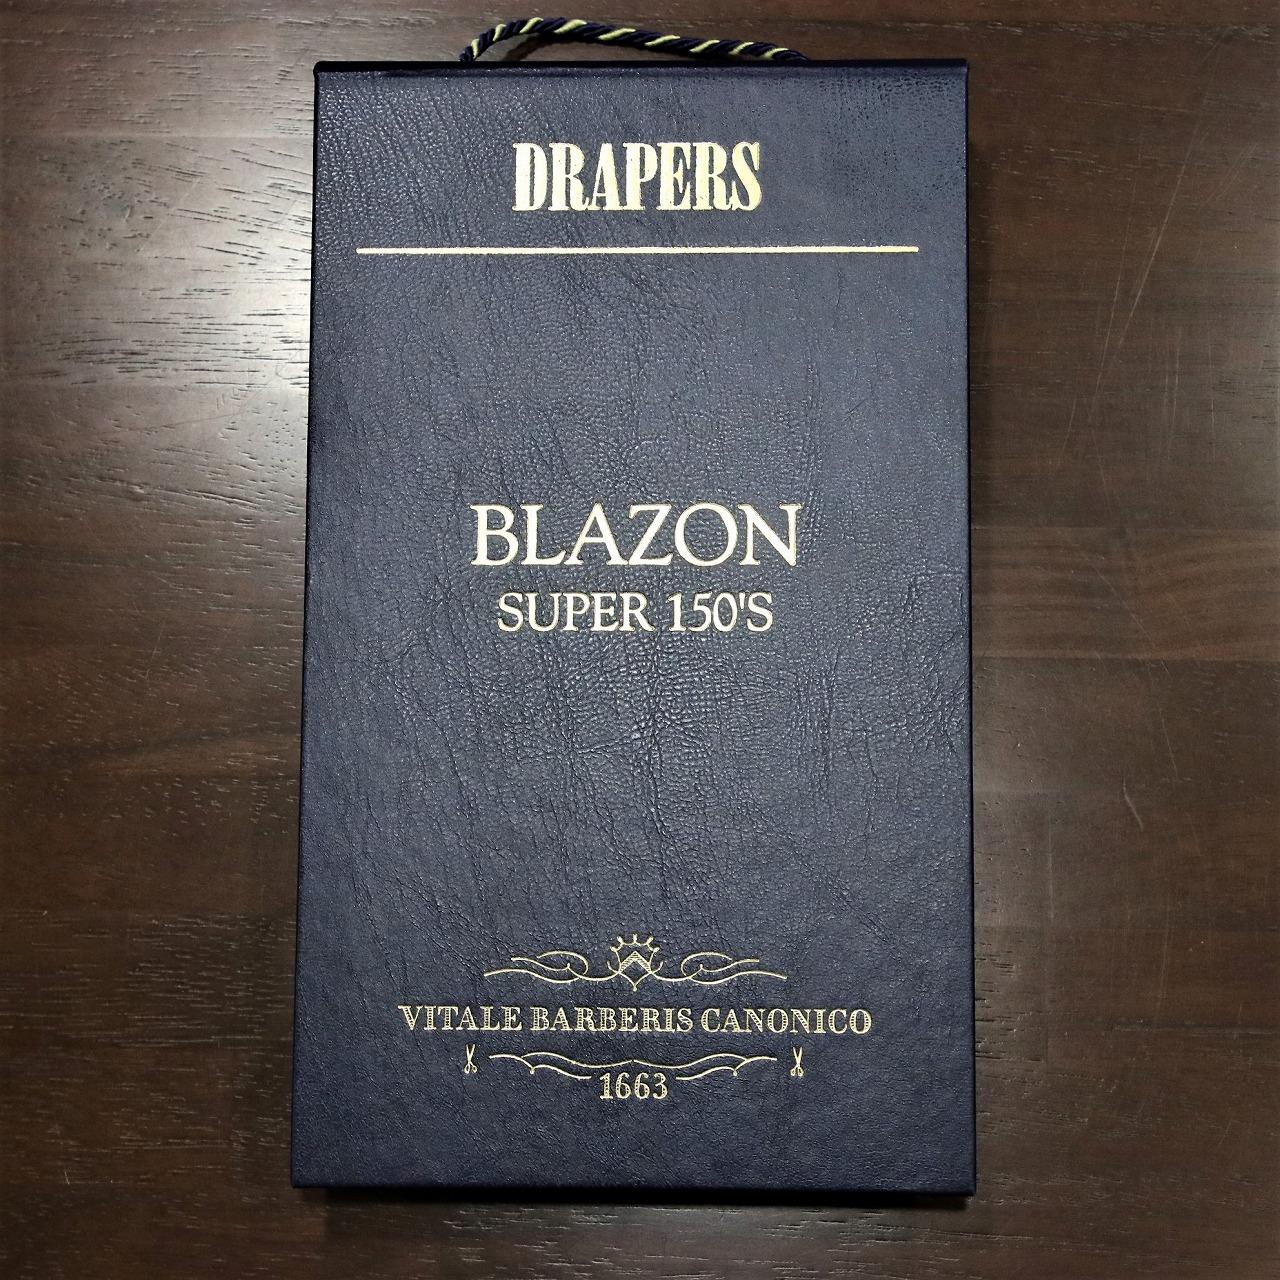 DRAPERS
BLAZON
SUPER 150'S
VITALE BARBERIS CANONICO
1663